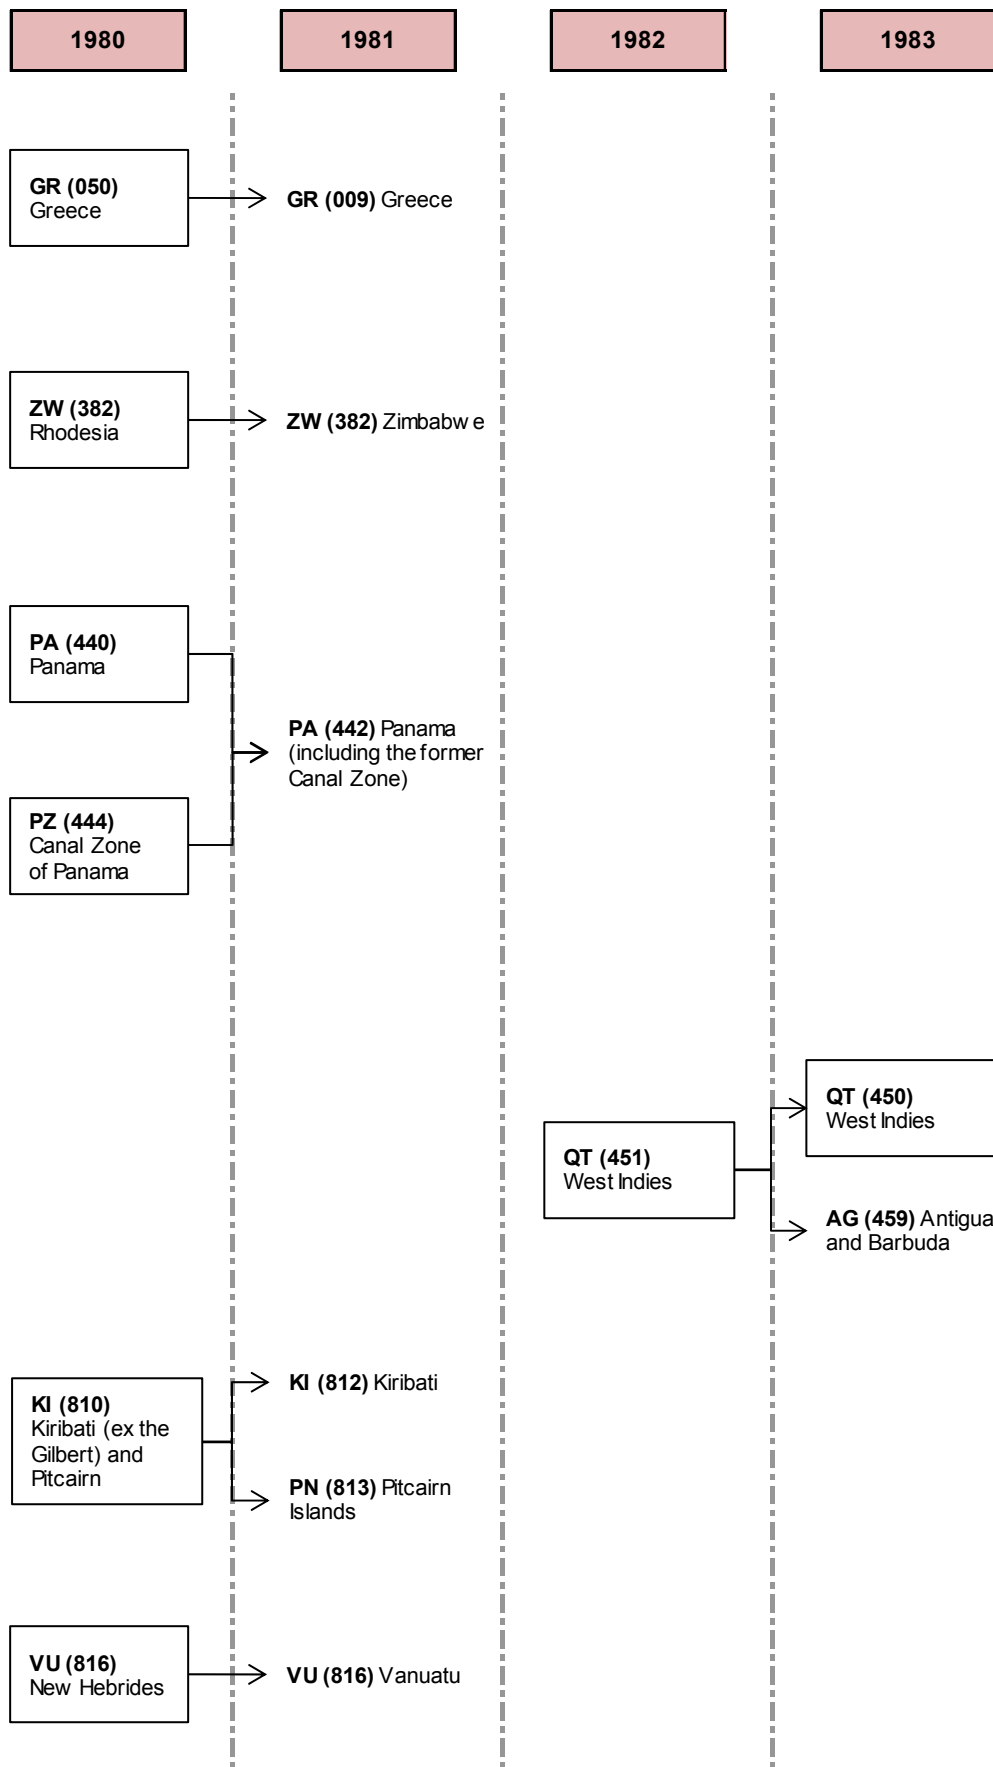 1980
1981
1982
1983
GR (050)
Greece
GR (009) Greece
ZW (382)
Rhodesia
ZW (382) Zimbabwe
PA (440)
Panama
PZ (444)
Canal Zone
of Panama
PA (442) Panama
(including the former
Canal Zone)
QT (451)
West Indies
QT (450)
West Indies
AG (459) Antigua
and Barbuda
KI (810)
Kiribati (ex the
Gilbert) and
Pitcairn
KI (812) Kiribati
PN (813) Pitcairn
Islands
VU (816)
New Hebrides
VU (816) Vanuatu